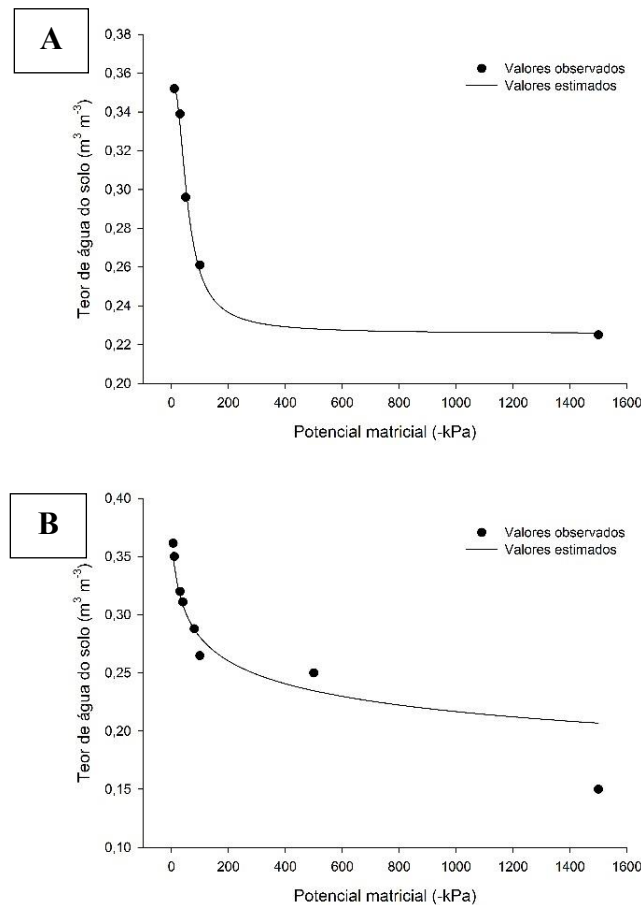 A
0,38
0,36
0,34
0,32
0,30
0,28
0,26
0,24
0,22
0,20
Teor de água do solo (m³ m⁻³)
Valores observados
Valores estimados
0 200 400 600 800 1000 1200 1400 1600
Potencial matricial (-kPa)
B
0,40
0,35
0,30
0,25
0,20
0,15
0,10
Teor de água do solo (m³ m⁻³)
Valores observados
Valores estimados
0 200 400 600 800 1000 1200 1400 1600
Potencial matricial (-kPa)